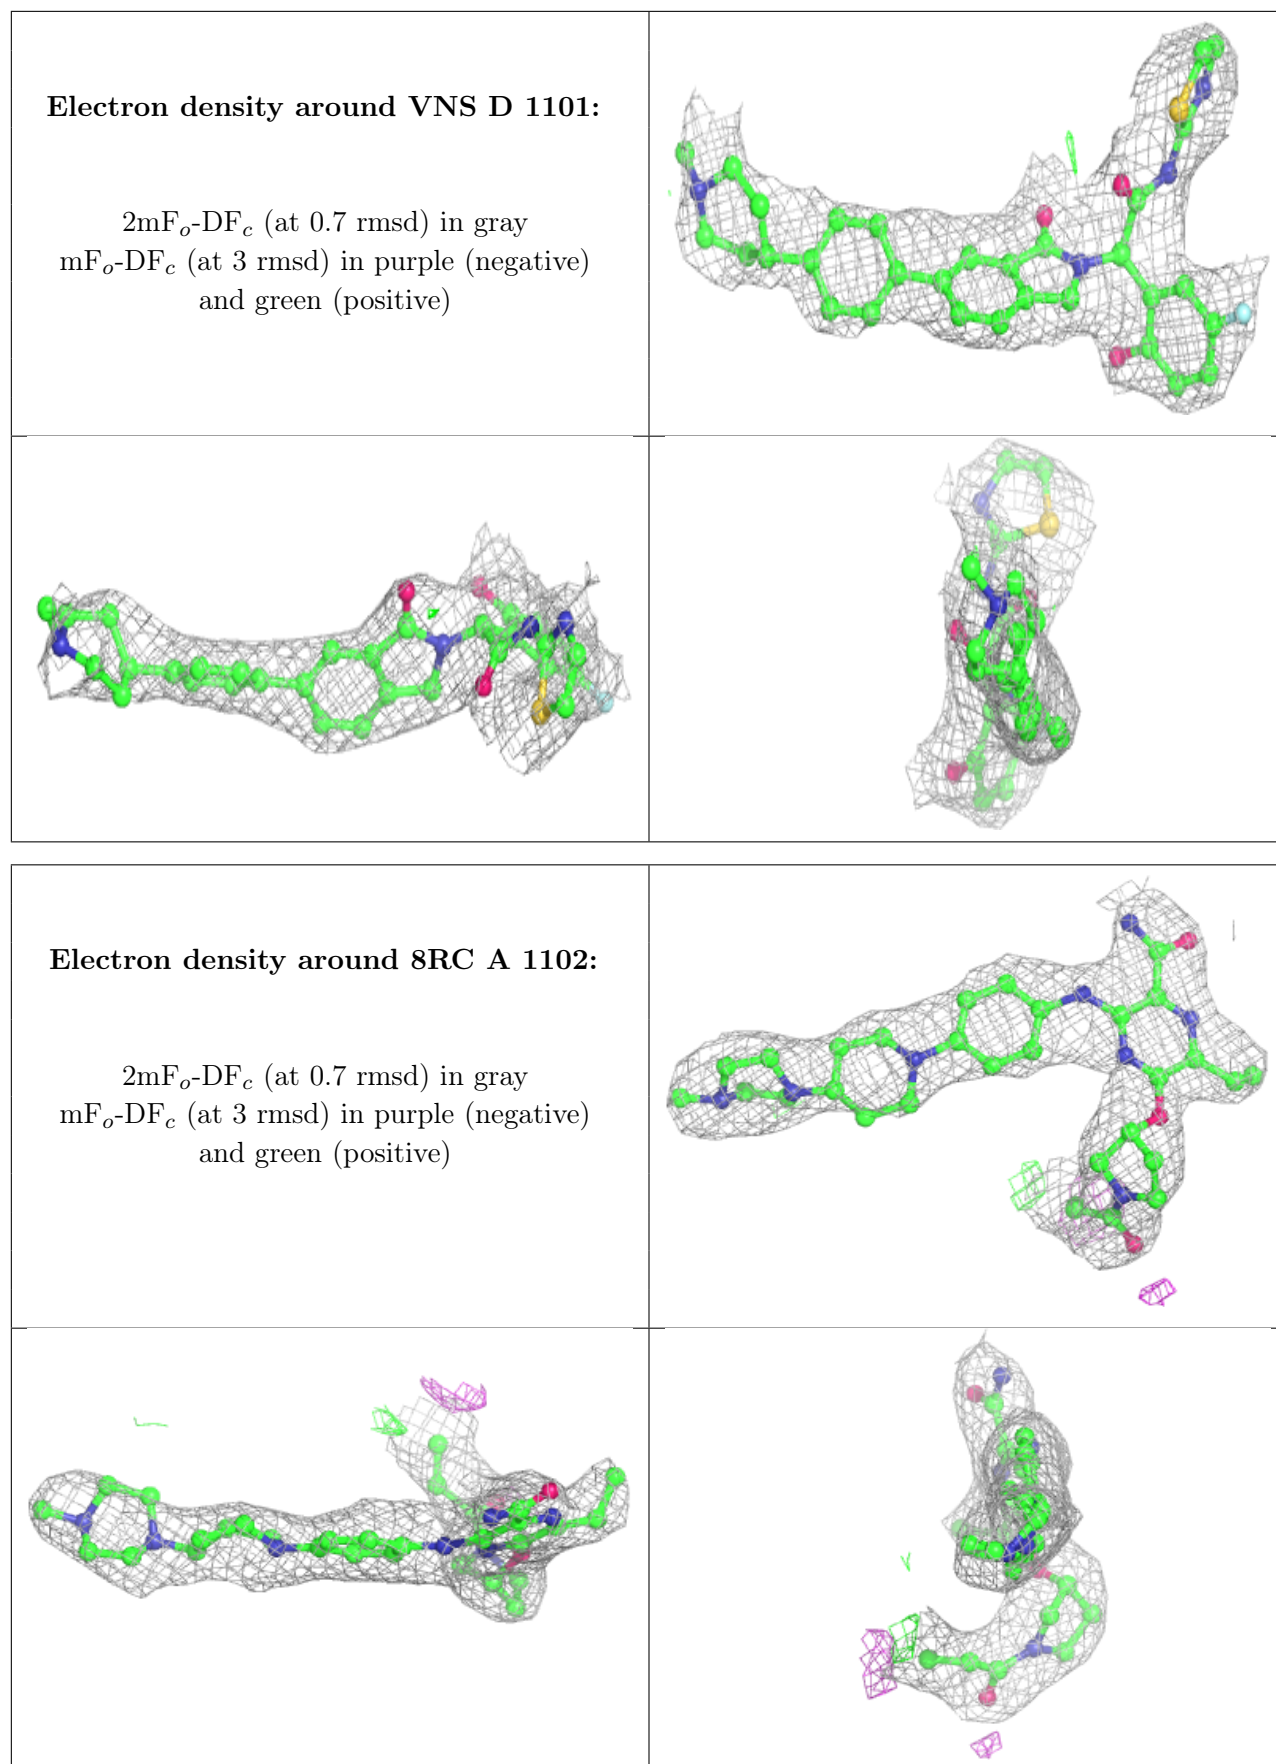 Electron density around VNS D 1101:
2mFo-DFc (at 0.7 rmsd) in gray
mFo-DFc (at 3 rmsd) in purple (negative)
and green (positive)
Electron density around 8RC A 1102:
2mFo-DFc (at 0.7 rmsd) in gray
mFo-DFc (at 3 rmsd) in purple (negative)
and green (positive)